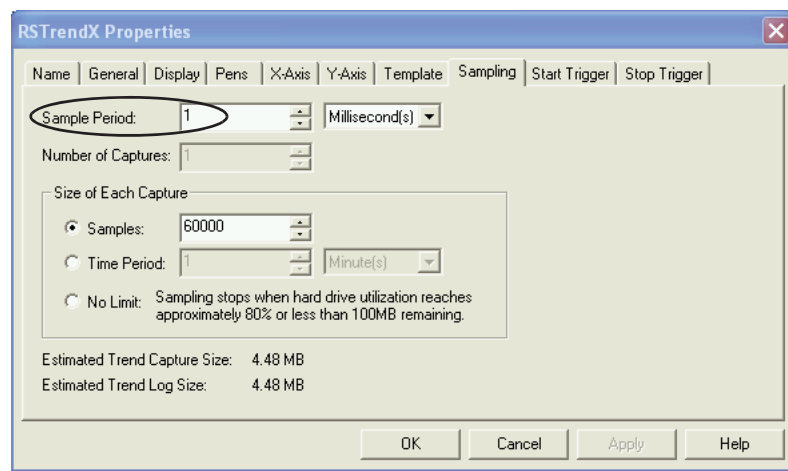 RSTrendX Properties
Name General Display Pens X-Axis Y-Axis Template Sampling Start Trigger Stop Trigger
Sample Period: 1 Millisecond(s)
Number of Captures: 1
Size of Each Capture
Samples: 60000
Time Period: 1 Minute(s)
No Limit: Sampling stops when hard drive utilization reaches
approximately 80% or less than 100MB remaining.
Estimated Trend Capture Size: 4.48 MB
Estimated Trend Log Size: 4.48 MB
OK Cancel Apply Help